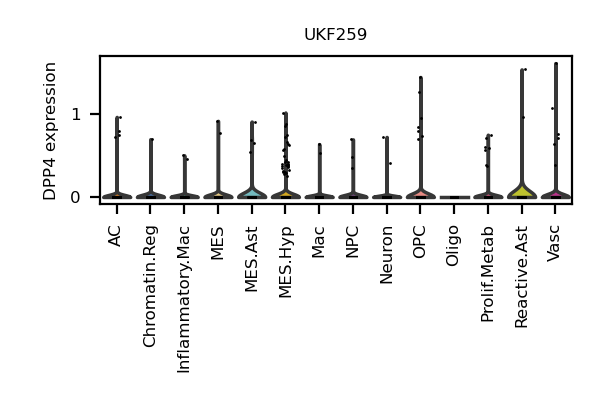 UKF259
DPP4 expression
1
0
AC
Chromatin.Reg
Inflammatory.Mac
MES
MES.Ast
MES.Hyp
Mac
NPC
Neuron
OPC
Oligo
Prolif.Metab
Reactive.Ast
Vasc